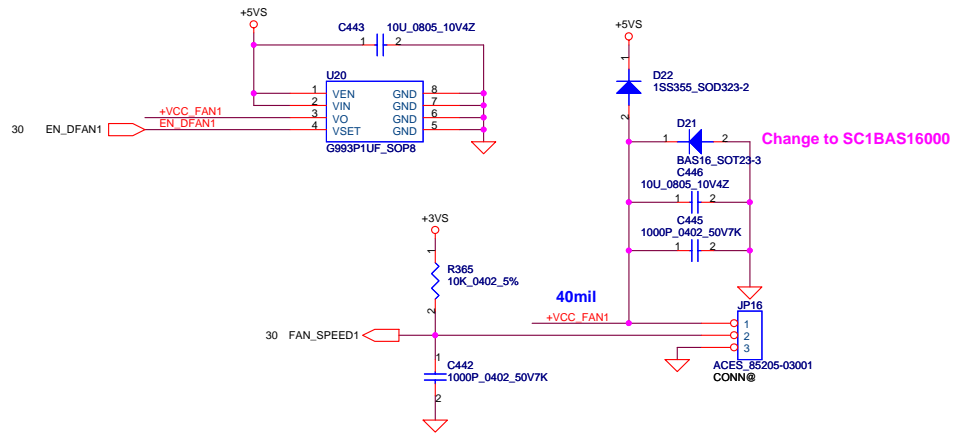 +5VS
C443
10U_0805_10V4Z
1
2
U20
1
VEN
GND
8
2
VIN
GND
7
+VCC_FAN1
3
VO
GND
6
30
EN_DFAN1
EN_DFAN1
4
VSET
GND
5
G993P1UF_SOP8
+5VS
1
D22
1SS355_SOD323-2
2
D21
1
2
Change to SC1BAS16000
BAS16_SOT23-3
C446
10U_0805_10V4Z
1
2
C445
1000P_0402_50V7K
1
2
+3VS
1
R365
10K_0402_5%
2
40mil
+VCC_FAN1
JP16
1
2
3
ACES_85205-03001
CONN@
30
FAN_SPEED1
1
C442
1000P_0402_50V7K
2